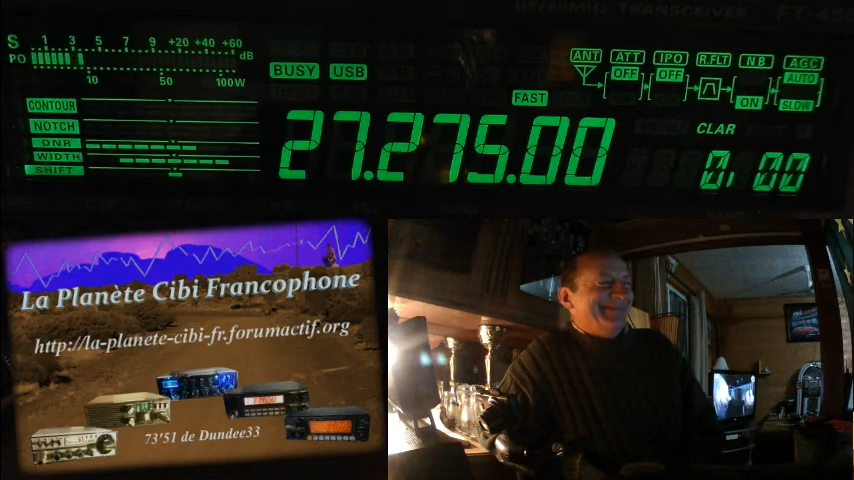 HF/50MHz TRANSCEIVER FT-45
S 1 3 5 7 9 +20 +40 +60 dB
PO 10 50 100W
BUSY USB
FAST
ANT ATT IPO R.FLT NB AGC
OFF OFF AUTO
ON SLOW
CONTOUR
NOTCH
DNR
WIDTH
SHIFT
27.275.00
CLAR
0.00
La Planète Cibi Francophone
http://la-planete-cibi-fr.forumactif.org
73'51 de Dundee33